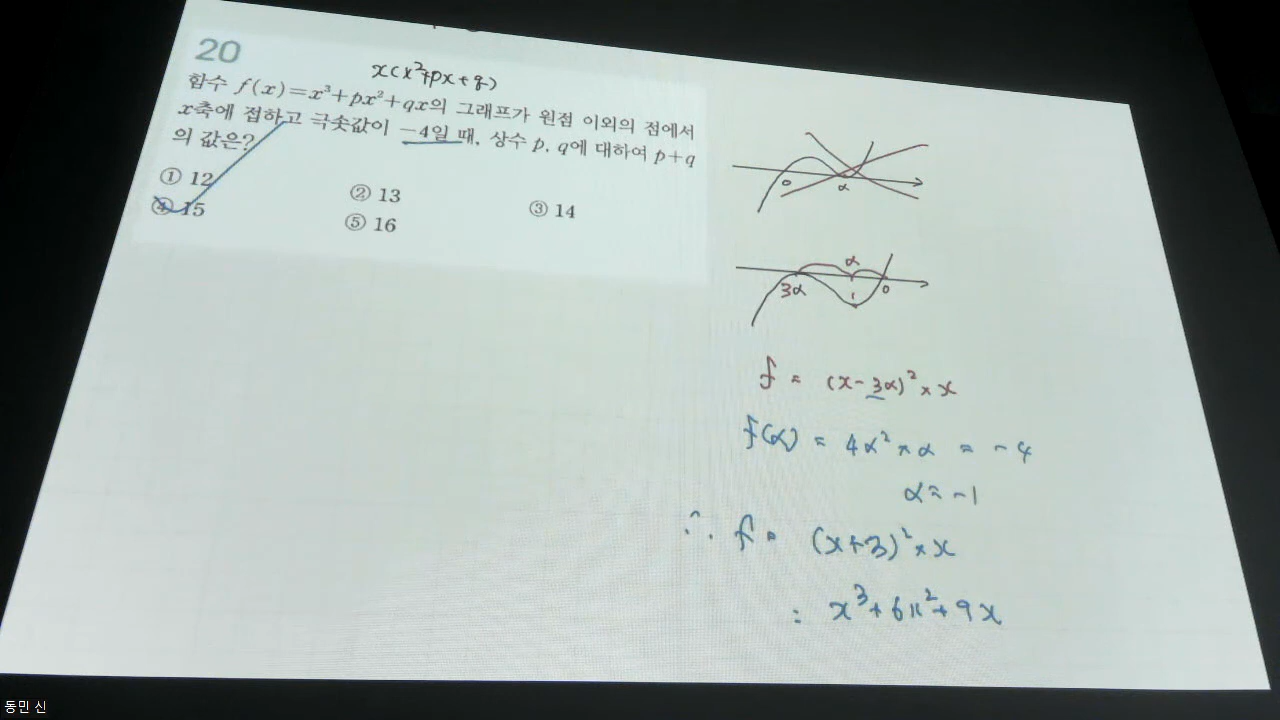 20
x(x²+px+q)
함수 f(x)=x³+px²+qx의 그래프가 원점 이외의 점에서
x축에 접하고 극솟값이 −4일 때, 상수 p, q에 대하여 p+q
의 값은?
① 12
② 13
③ 14
④ 15
⑤ 16
0 α
α
3α 0
f = (x-3α)² × x
f(α) = 4α² × α = -4
α = -1
∴ f = (x+3)² × x
= x³+6x²+9x
동민 신